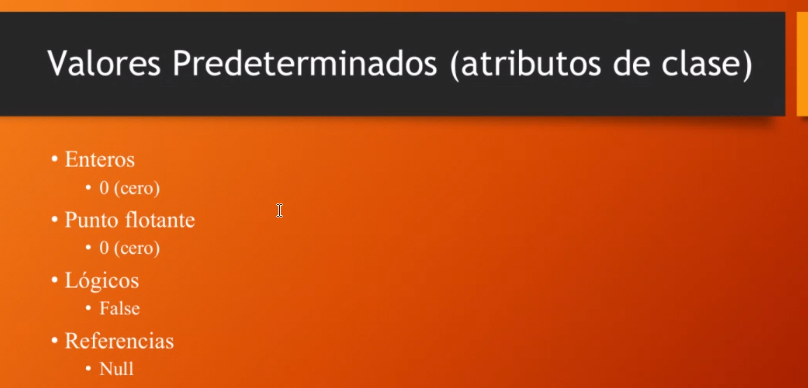 Valores Predeterminados (atributos de clase)
• Enteros
• 0 (cero)
• Punto flotante
• 0 (cero)
• Lógicos
• False
• Referencias
• Null